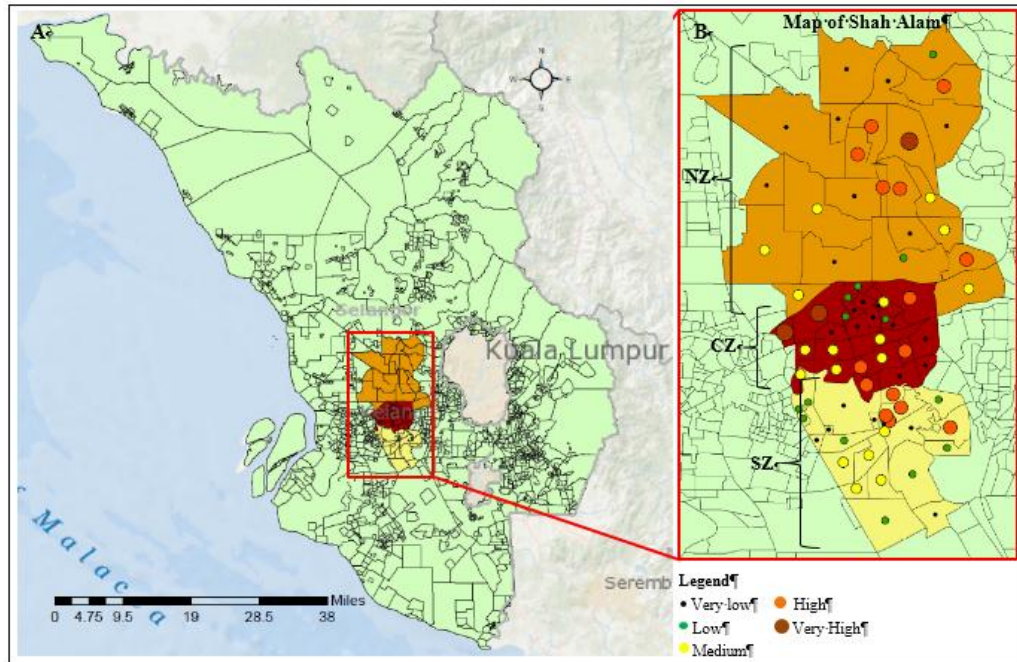 A
N
W
E
S
Selangor
Kuala Lumpur
Kelang
Malacca
Seremb
Miles
0 4.75 9.5 19 28.5 38
B
Map·of·Shah·Alam¶
NZ
CZ
SZ
Legend¶
Very·low¶
High¶
Low¶
Very·High¶
Medium¶